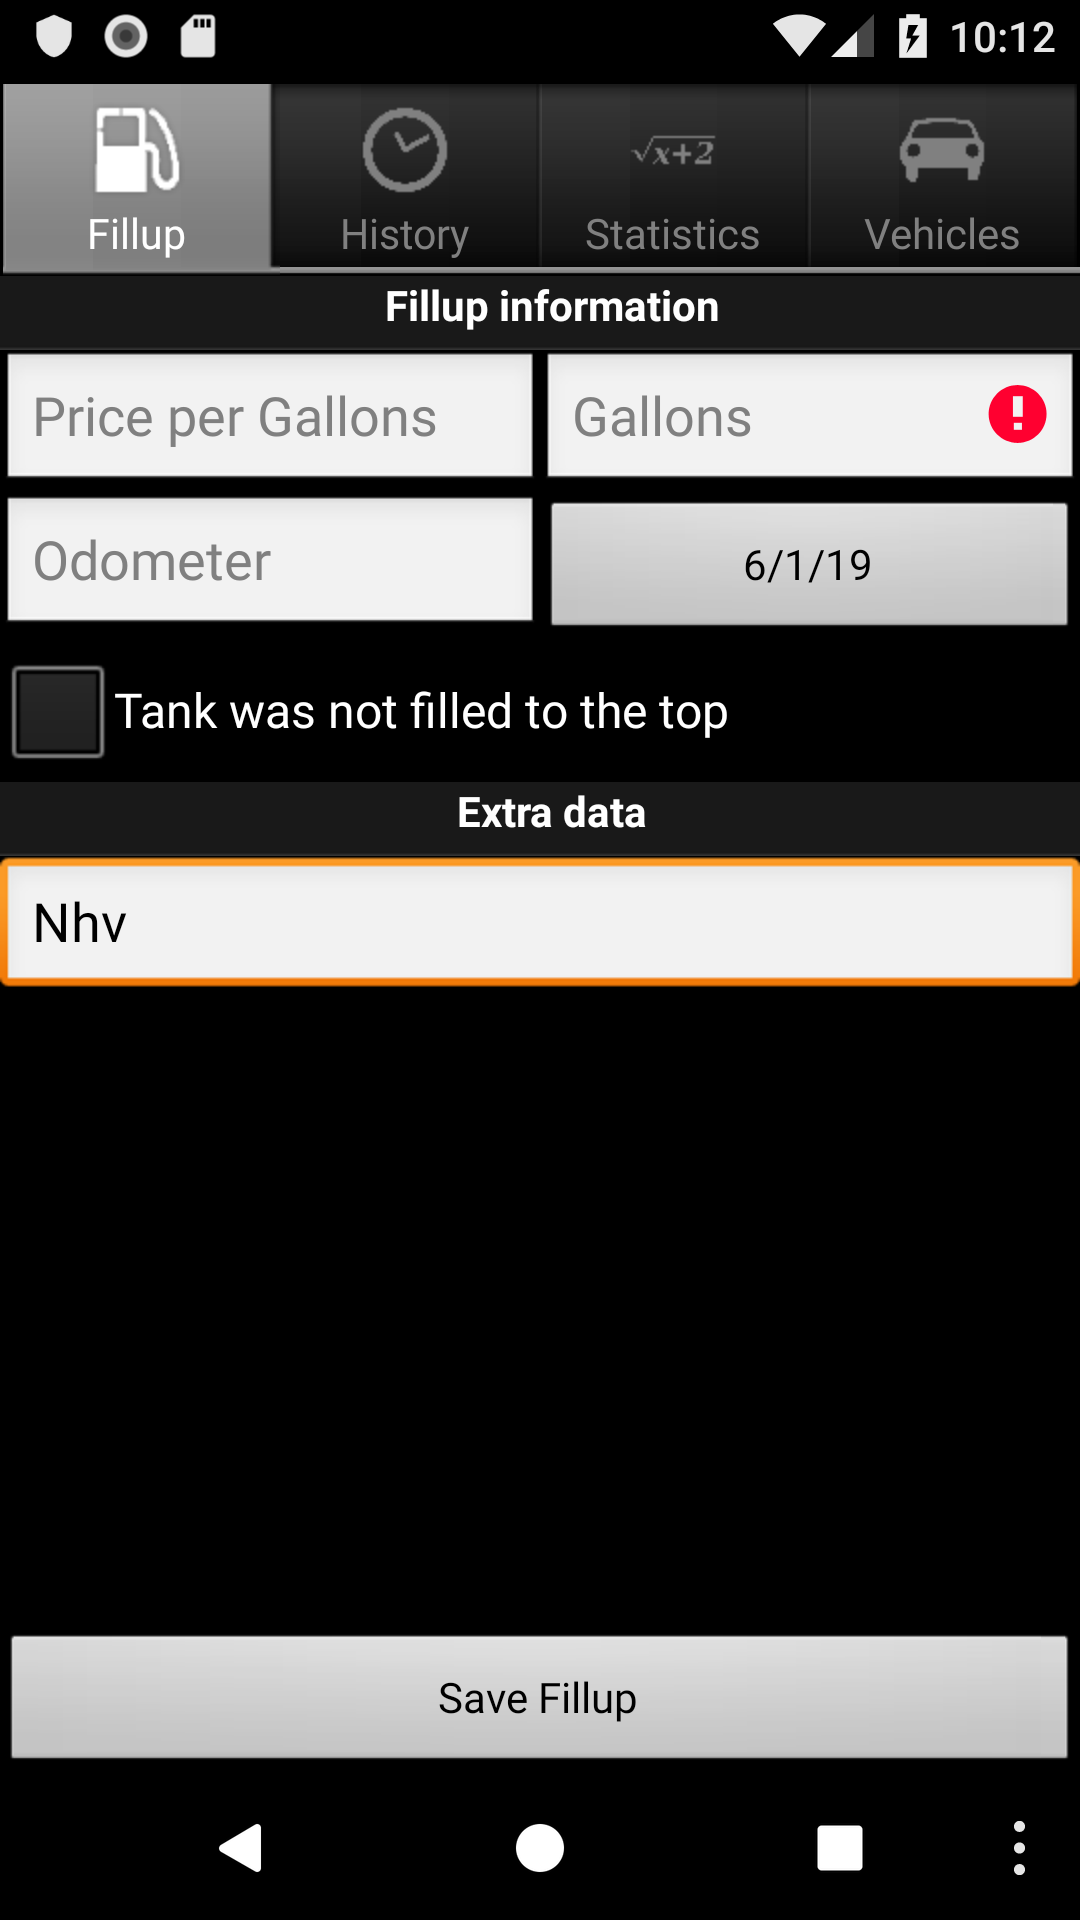 10:12
Fillup
History
√x+2
Statistics
Vehicles
Fillup information
Price per Gallons
Gallons
Odometer
6/1/19
Tank was not filled to the top
Extra data
Nhv
Save Fillup